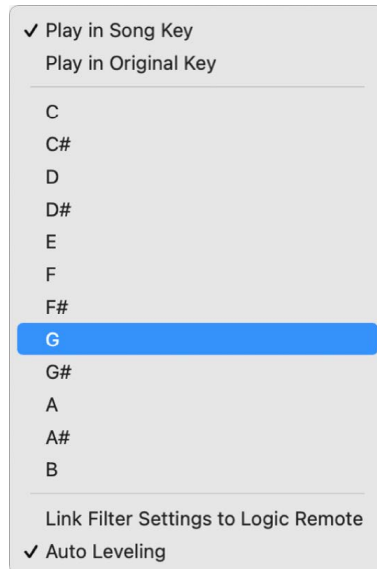 ✓ Play in Song Key
Play in Original Key
C
C#
D
D#
E
F
F#
G
G#
A
A#
B
Link Filter Settings to Logic Remote
✓ Auto Leveling